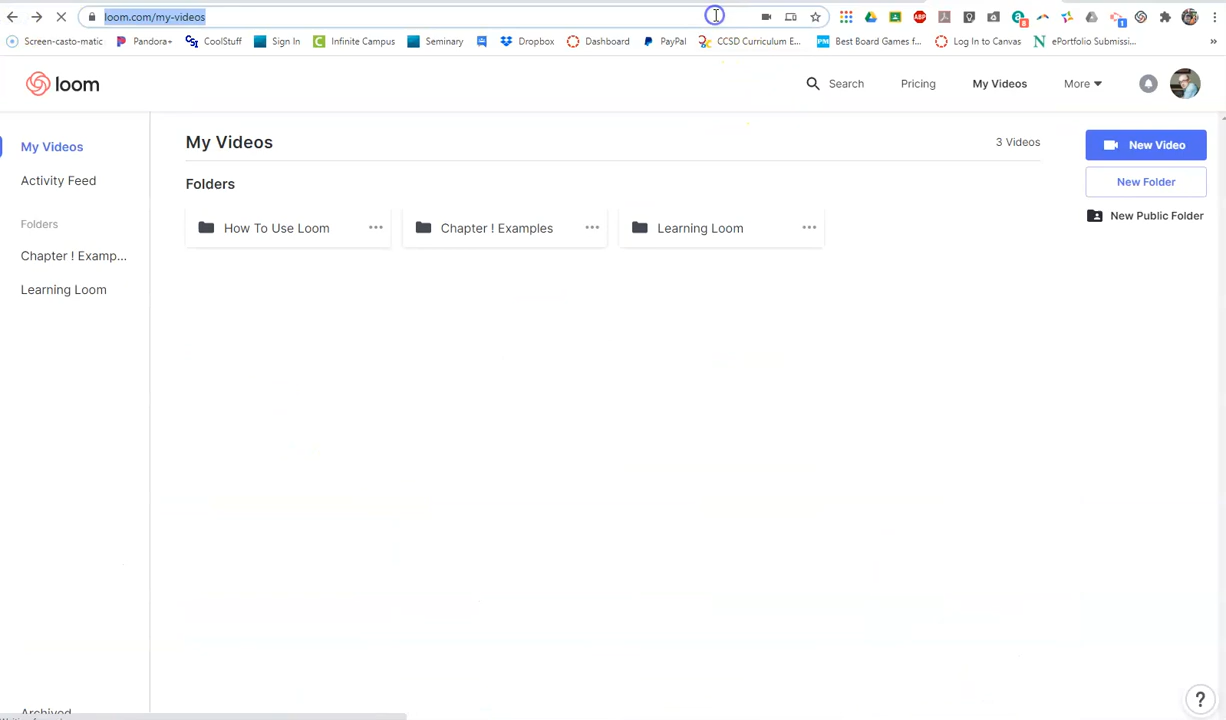 loom.com/my-videos
8
1
Screen-casto-matic
Pandora+
CoolStuff
Sign In
Infinite Campus
Seminary
Dropbox
Dashboard
PayPal
CCSD Curriculum E...
Best Board Games f...
Log In to Canvas
ePortfolio Submissi...
loom
Search
Pricing
My Videos
More
My Videos
Activity Feed
Folders
Chapter ! Examp...
Learning Loom
My Videos
3 Videos
Folders
How To Use Loom
Chapter ! Examples
Learning Loom
New Video
New Folder
New Public Folder
Archived
?